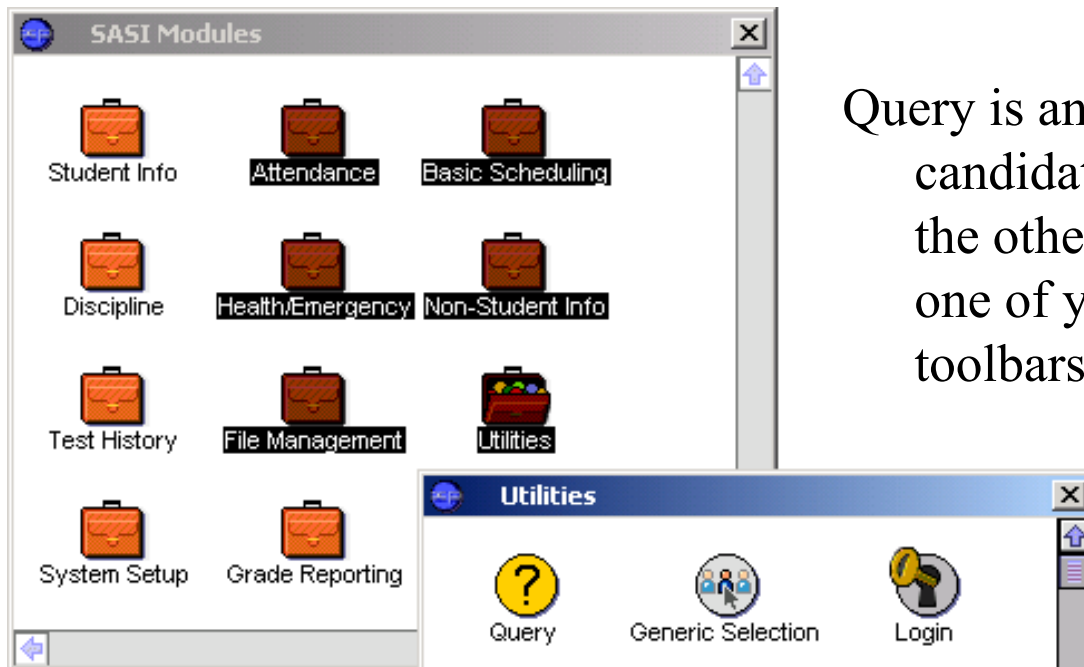 SASI Modules
Student Info
Attendance
Basic Scheduling
Discipline
Health/Emergency
Non-Student Info
Test History
File Management
Utilities
System Setup
Grade Reporting
Utilities
Query
Generic Selection
Login
Query is an
the othe
one of y
toolbars